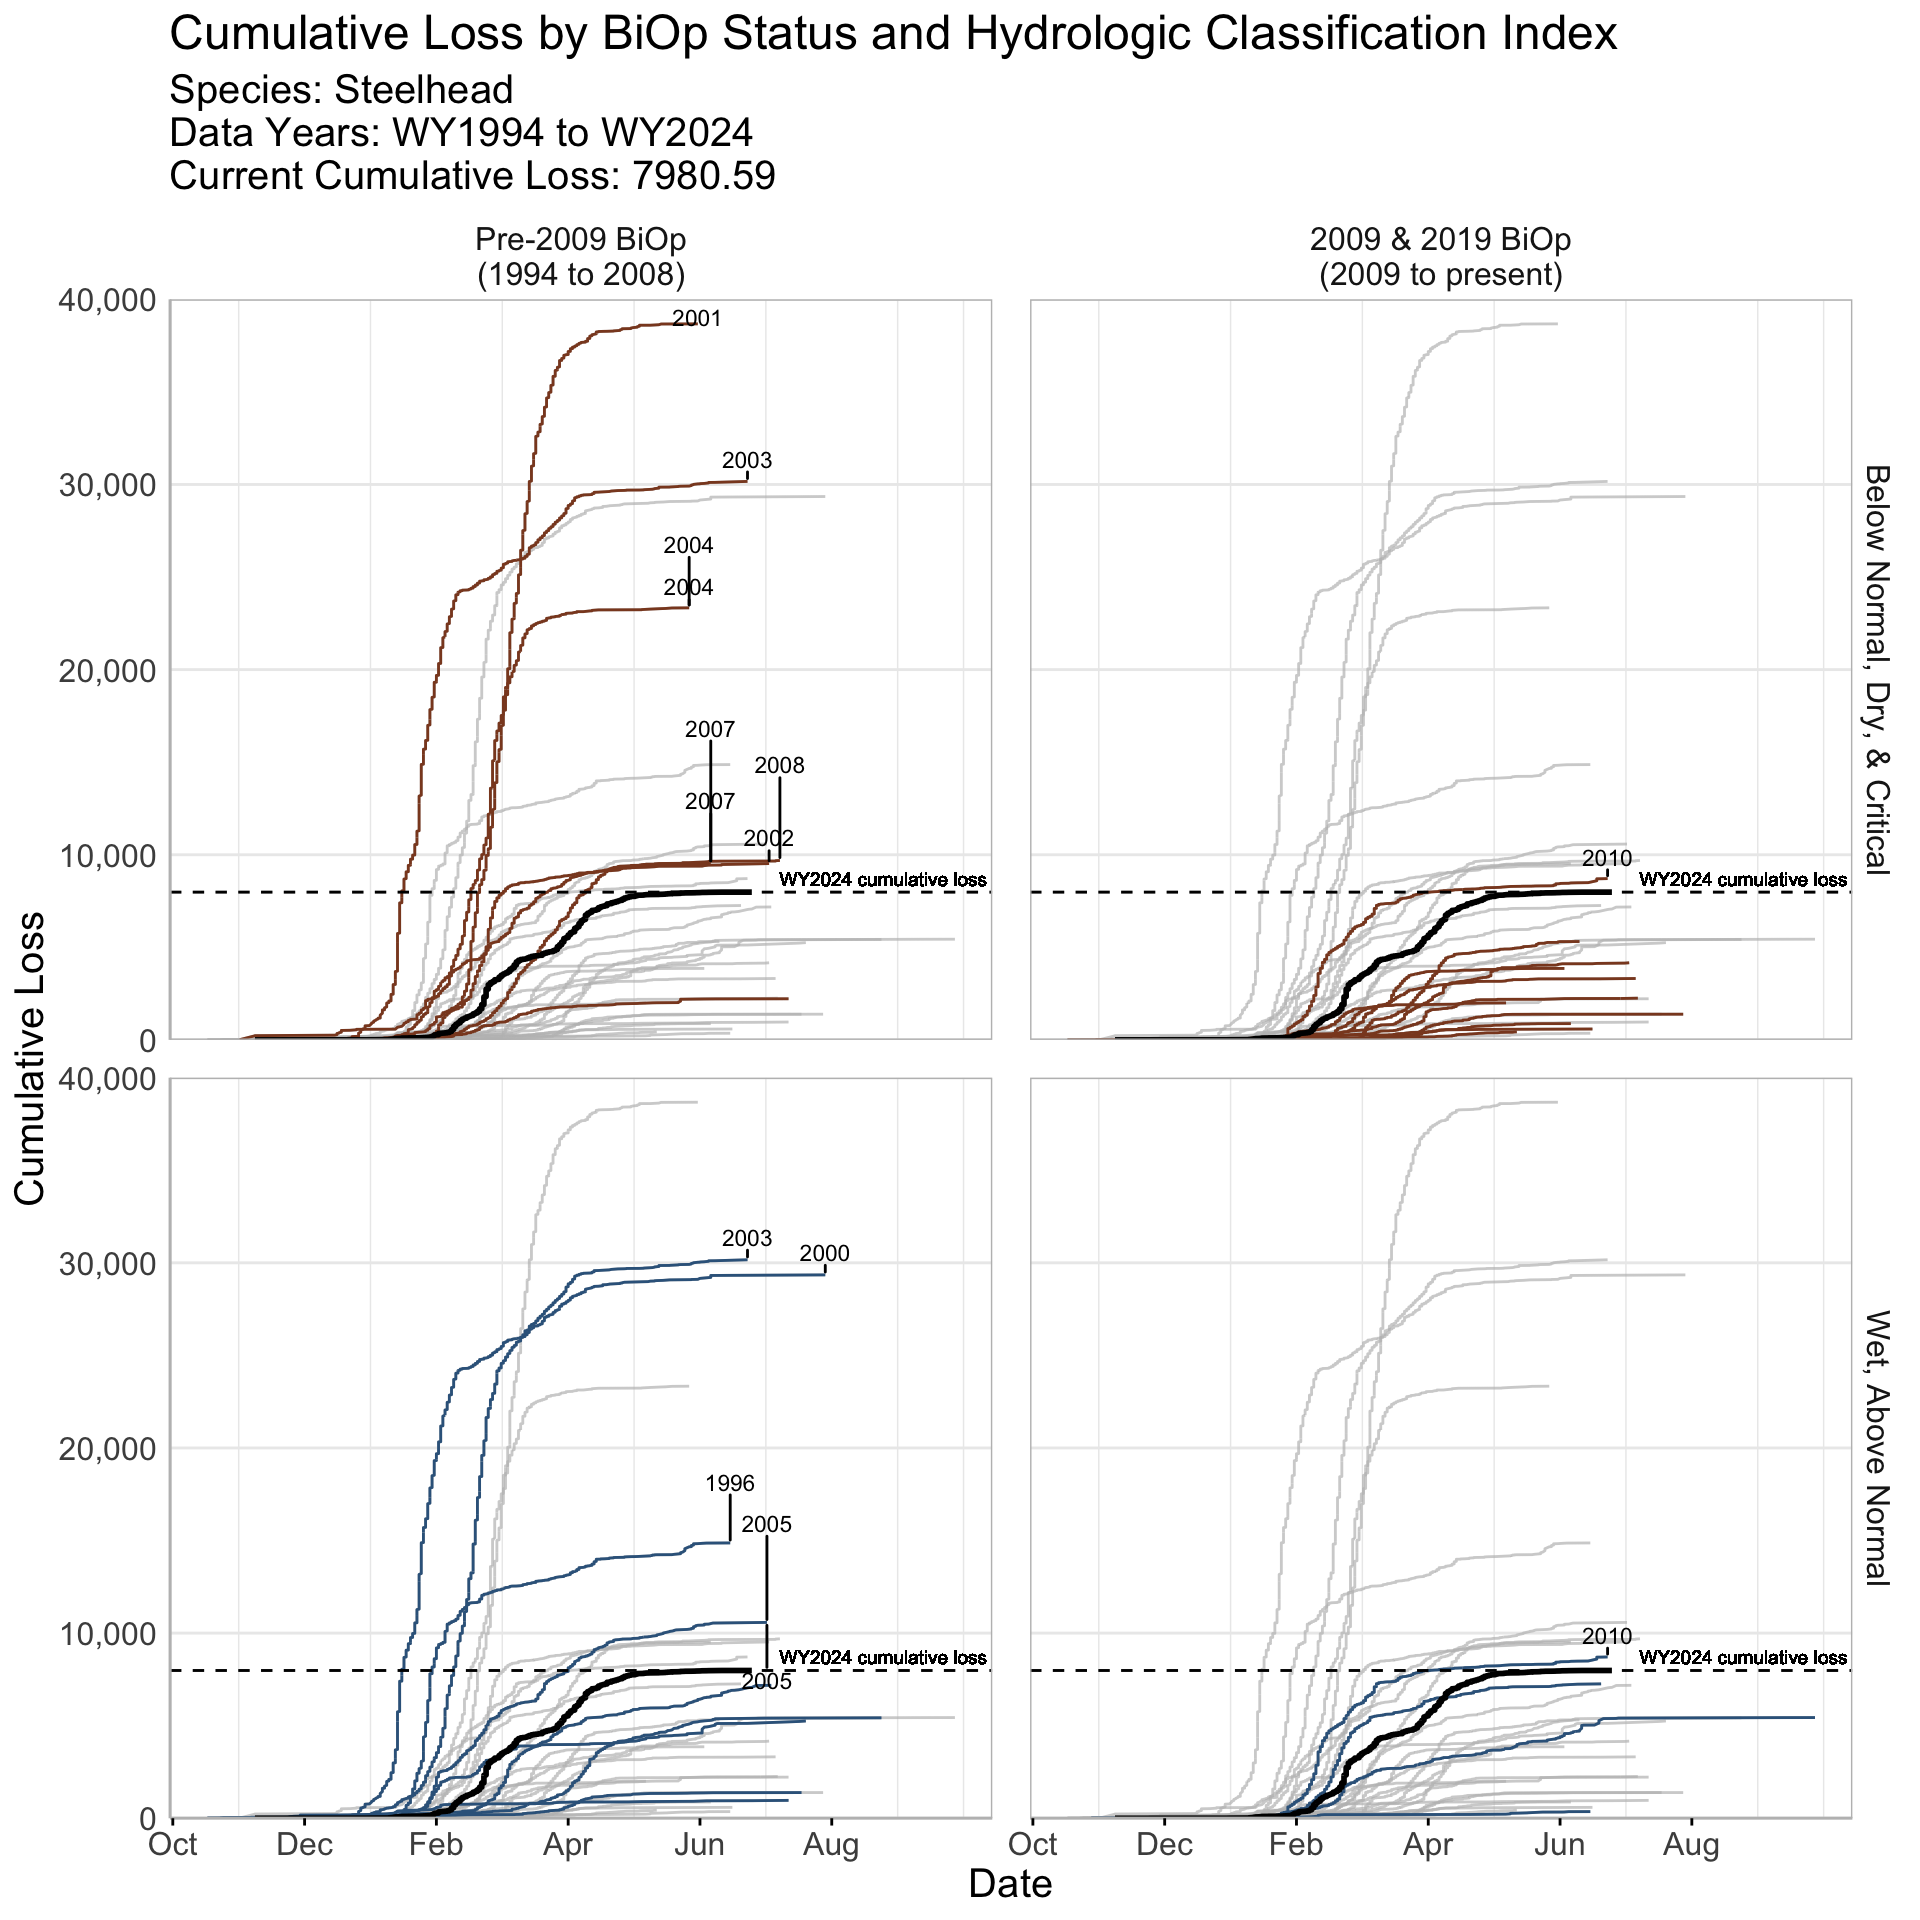 Cumulative Loss by BiOp Status and Hydrologic Classification Index
Species: Steelhead
Data Years: WY1994 to WY2024
Current Cumulative Loss: 7980.59
Pre-2009 BiOp
(1994 to 2008)
2009 & 2019 BiOp
(2009 to present)
Cumulative Loss
40,000
30,000
20,000
10,000
0
2001
2003
2004
2004
2007
2008
2007
2002
WY2024 cumulative loss
2010
WY2024 cumulative loss
Below Normal, Dry, & Critical
40,000
30,000
20,000
10,000
0
2003
2000
1996
2005
WY2024 cumulative loss
2005
2010
WY2024 cumulative loss
Wet, Above Normal
Oct
Dec
Feb
Apr
Jun
Aug
Oct
Dec
Feb
Apr
Jun
Aug
Date